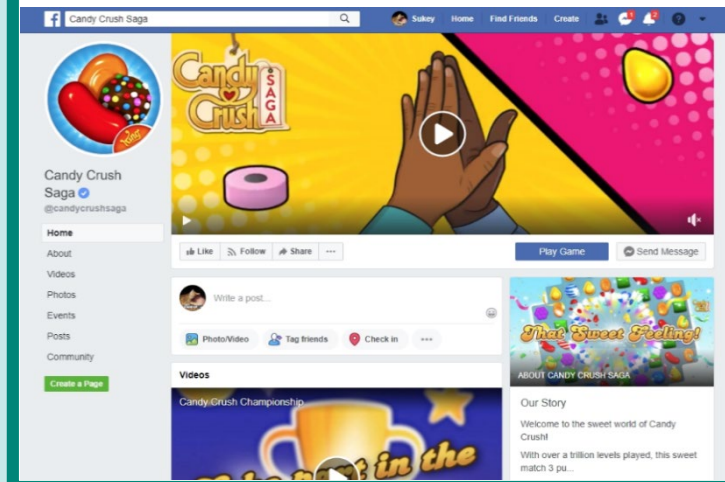 Candy Crush Saga
Sukey Home Find Friends Create
Candy
Crush
SAGA
King
Candy Crush
Saga
@candycrushsaga
Home
About
Videos
Photos
Events
Posts
Community
Create a Page
Like Follow Share
Play Game
Send Message
Write a post...
Photo/Video Tag friends Check in
Videos
Candy Crush Championship
part in the
That Sweet Feeling!
ABOUT CANDY CRUSH SAGA
Our Story
Welcome to the sweet world of Candy
Crush!
With over a trillion levels played, this sweet
match 3 pu...